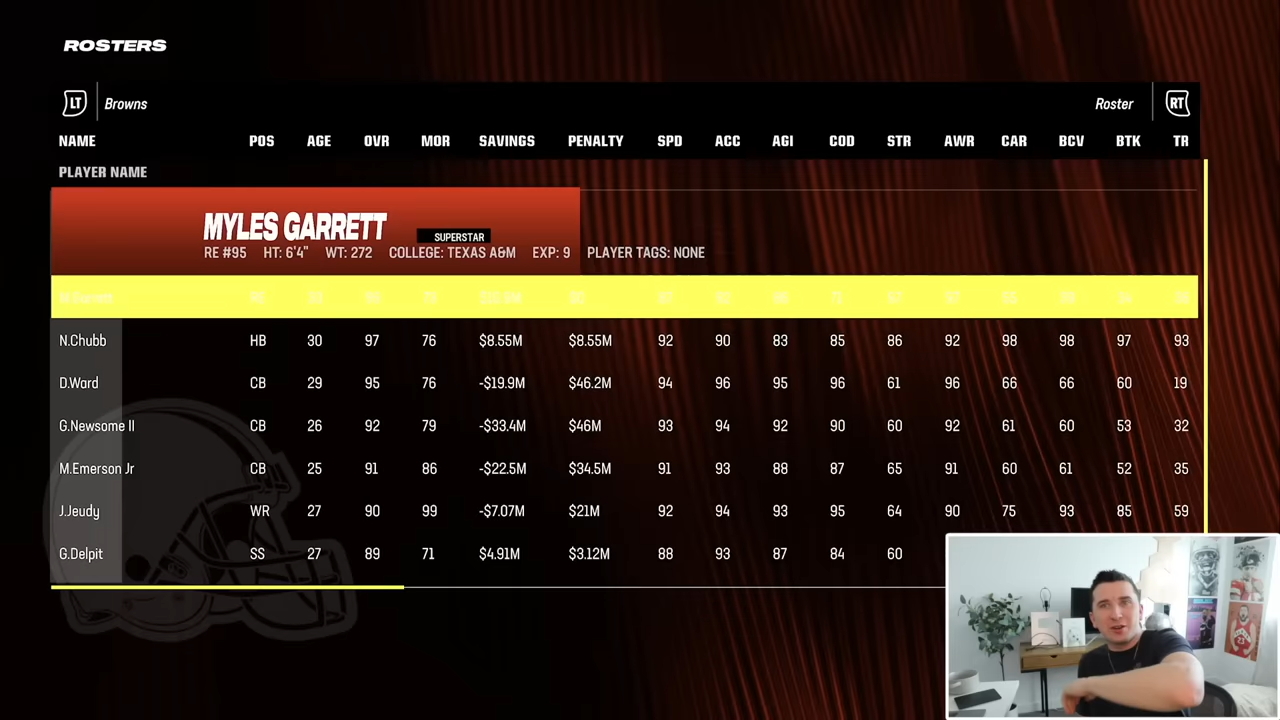 ROSTERS
LT Browns Roster RT
NAME POS AGE OVR MOR SAVINGS PENALTY SPD ACC AGI COD STR AWR CAR BCV BTK TR
PLAYER NAME
MYLES GARRETT SUPERSTAR
RE #95 HT: 6'4" WT: 272 COLLEGE: TEXAS A&M EXP: 9 PLAYER TAGS: NONE
N.Chubb HB 30 97 76 $8.55M $8.55M 92 90 83 85 86 92 98 98 97 93
D.Ward CB 29 95 76 -$19.9M $46.2M 94 96 95 96 61 96 66 66 60 19
G.Newsome II CB 26 92 79 -$33.4M $46M 93 94 92 90 60 92 61 60 53 32
M.Emerson Jr CB 25 91 86 -$22.5M $34.5M 91 93 88 87 65 91 60 61 52 35
J.Jeudy WR 27 90 99 -$7.07M $21M 92 94 93 95 64 90 75 93 85 59
G.Delpit SS 27 89 71 $4.91M $3.12M 88 93 87 84 60